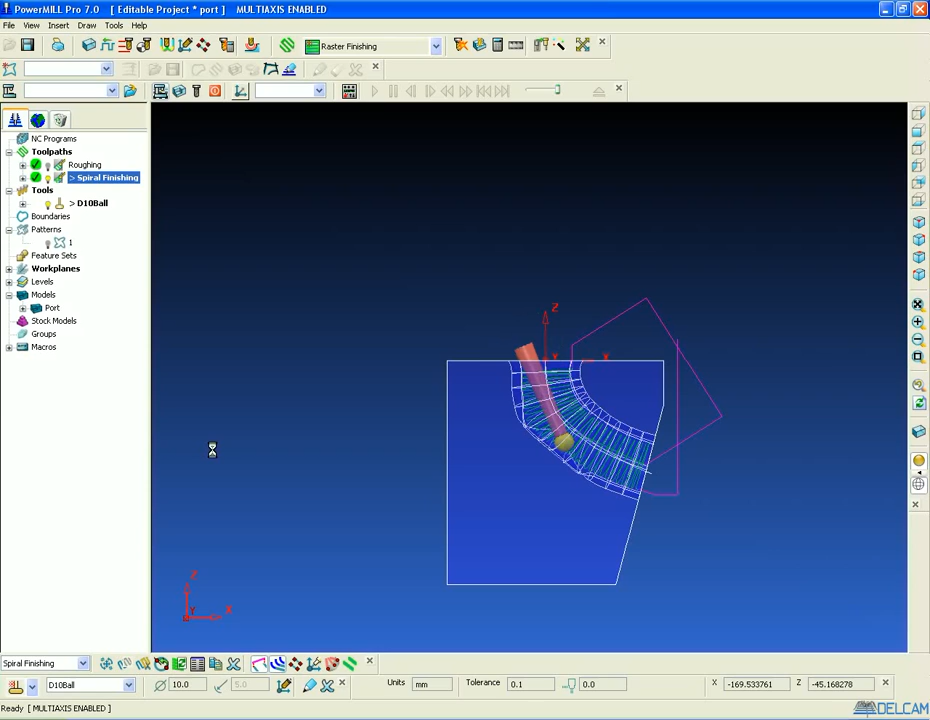 PowerMILL Pro 7.0 [ Editable Project * port ] MULTIAXIS ENABLED
File View Insert Draw Tools Help
Raster Finishing
NC Programs
Toolpaths
Roughing
> Spiral Finishing
Tools
> D10Ball
Boundaries
Patterns
1
Feature Sets
Workplanes
Levels
Models
Port
Stock Models
Groups
Macros
Z
Y X
Z
Y X
Spiral Finishing
D10Ball 10.0 5.0 Units mm Tolerance 0.1 0.0 X -169.533761 Z -45.168278
Ready [ MULTIAXIS ENABLED ] DELCAM